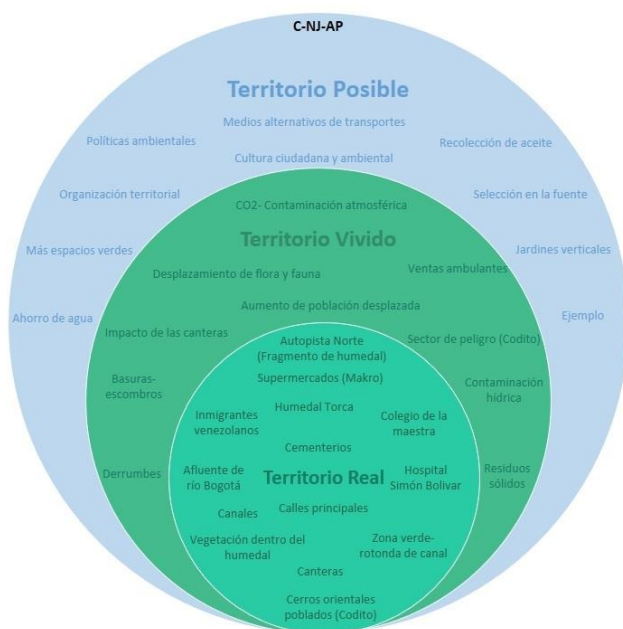 C-NJ-AP
Territorio Posible
Medios alternativos de transportes
Políticas ambientales
Recolección de aceite
Cultura ciudadana y ambiental
Organización territorial
Selección en la fuente
CO2- Contaminación atmosférica
Territorio Vivido
Más espacios verdes
Jardines verticales
Desplazamiento de flora y fauna
Ventas ambulantes
Aumento de población desplazada
Ahorro de agua
Ejemplo
Impacto de las canteras
Sector de peligro (Codito)
Autopista Norte
(Fragmento de humedal)
Basuras-
escombros
Supermercados (Makro)
Contaminación
hídrica
Humedal Torca
Inmigrantes
venezolanos
Colegio de la
maestra
Cementerios
Derrumbes
Afluente de
río Bogotá
Territorio Real
Hospital
Simón Bolivar
Residuos
sólidos
Canales
Calles principales
Vegetación dentro del
humedal
Zona verde-
rotonda de canal
Canteras
Cerros orientales
poblados (Codito)